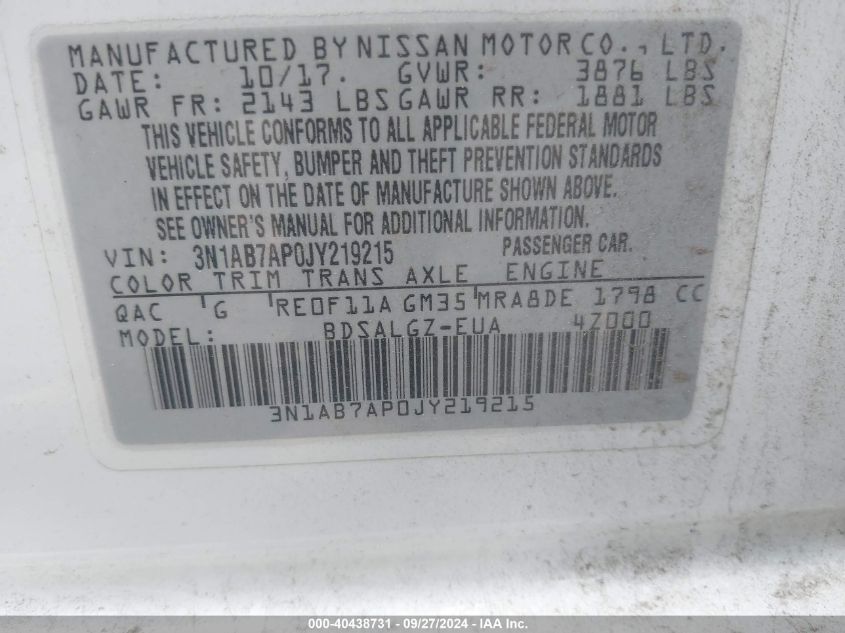 MANUFACTURED BY NISSAN MOTOR CO., LTD.
DATE: 10/17. GVWR: 3876 LBS
GAWR FR: 2143 LBS GAWR RR: 1881 LBS
THIS VEHICLE CONFORMS TO ALL APPLICABLE FEDERAL MOTOR
VEHICLE SAFETY, BUMPER AND THEFT PREVENTION STANDARDS
IN EFFECT ON THE DATE OF MANUFACTURE SHOWN ABOVE.
SEE OWNER'S MANUAL FOR ADDITIONAL INFORMATION.
VIN: 3N1AB7AP0JY219215 PASSENGER CAR.
COLOR TRIM TRANS AXLE ENGINE
QAC G RE0F11A GM35 MRA8DE 1798 CC
MODEL: BDSALGZ-EUA 4Z000
3N1AB7AP0JY219215
000-40438731 - 09/27/2024 - IAA Inc.